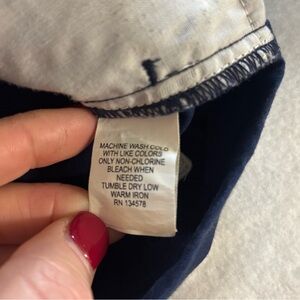 MACHINE WASH COLD
WITH LIKE COLORS
ONLY NON-CHLORINE
BLEACH WHEN
NEEDED
TUMBLE DRY LOW
WARM IRON
RN 134578